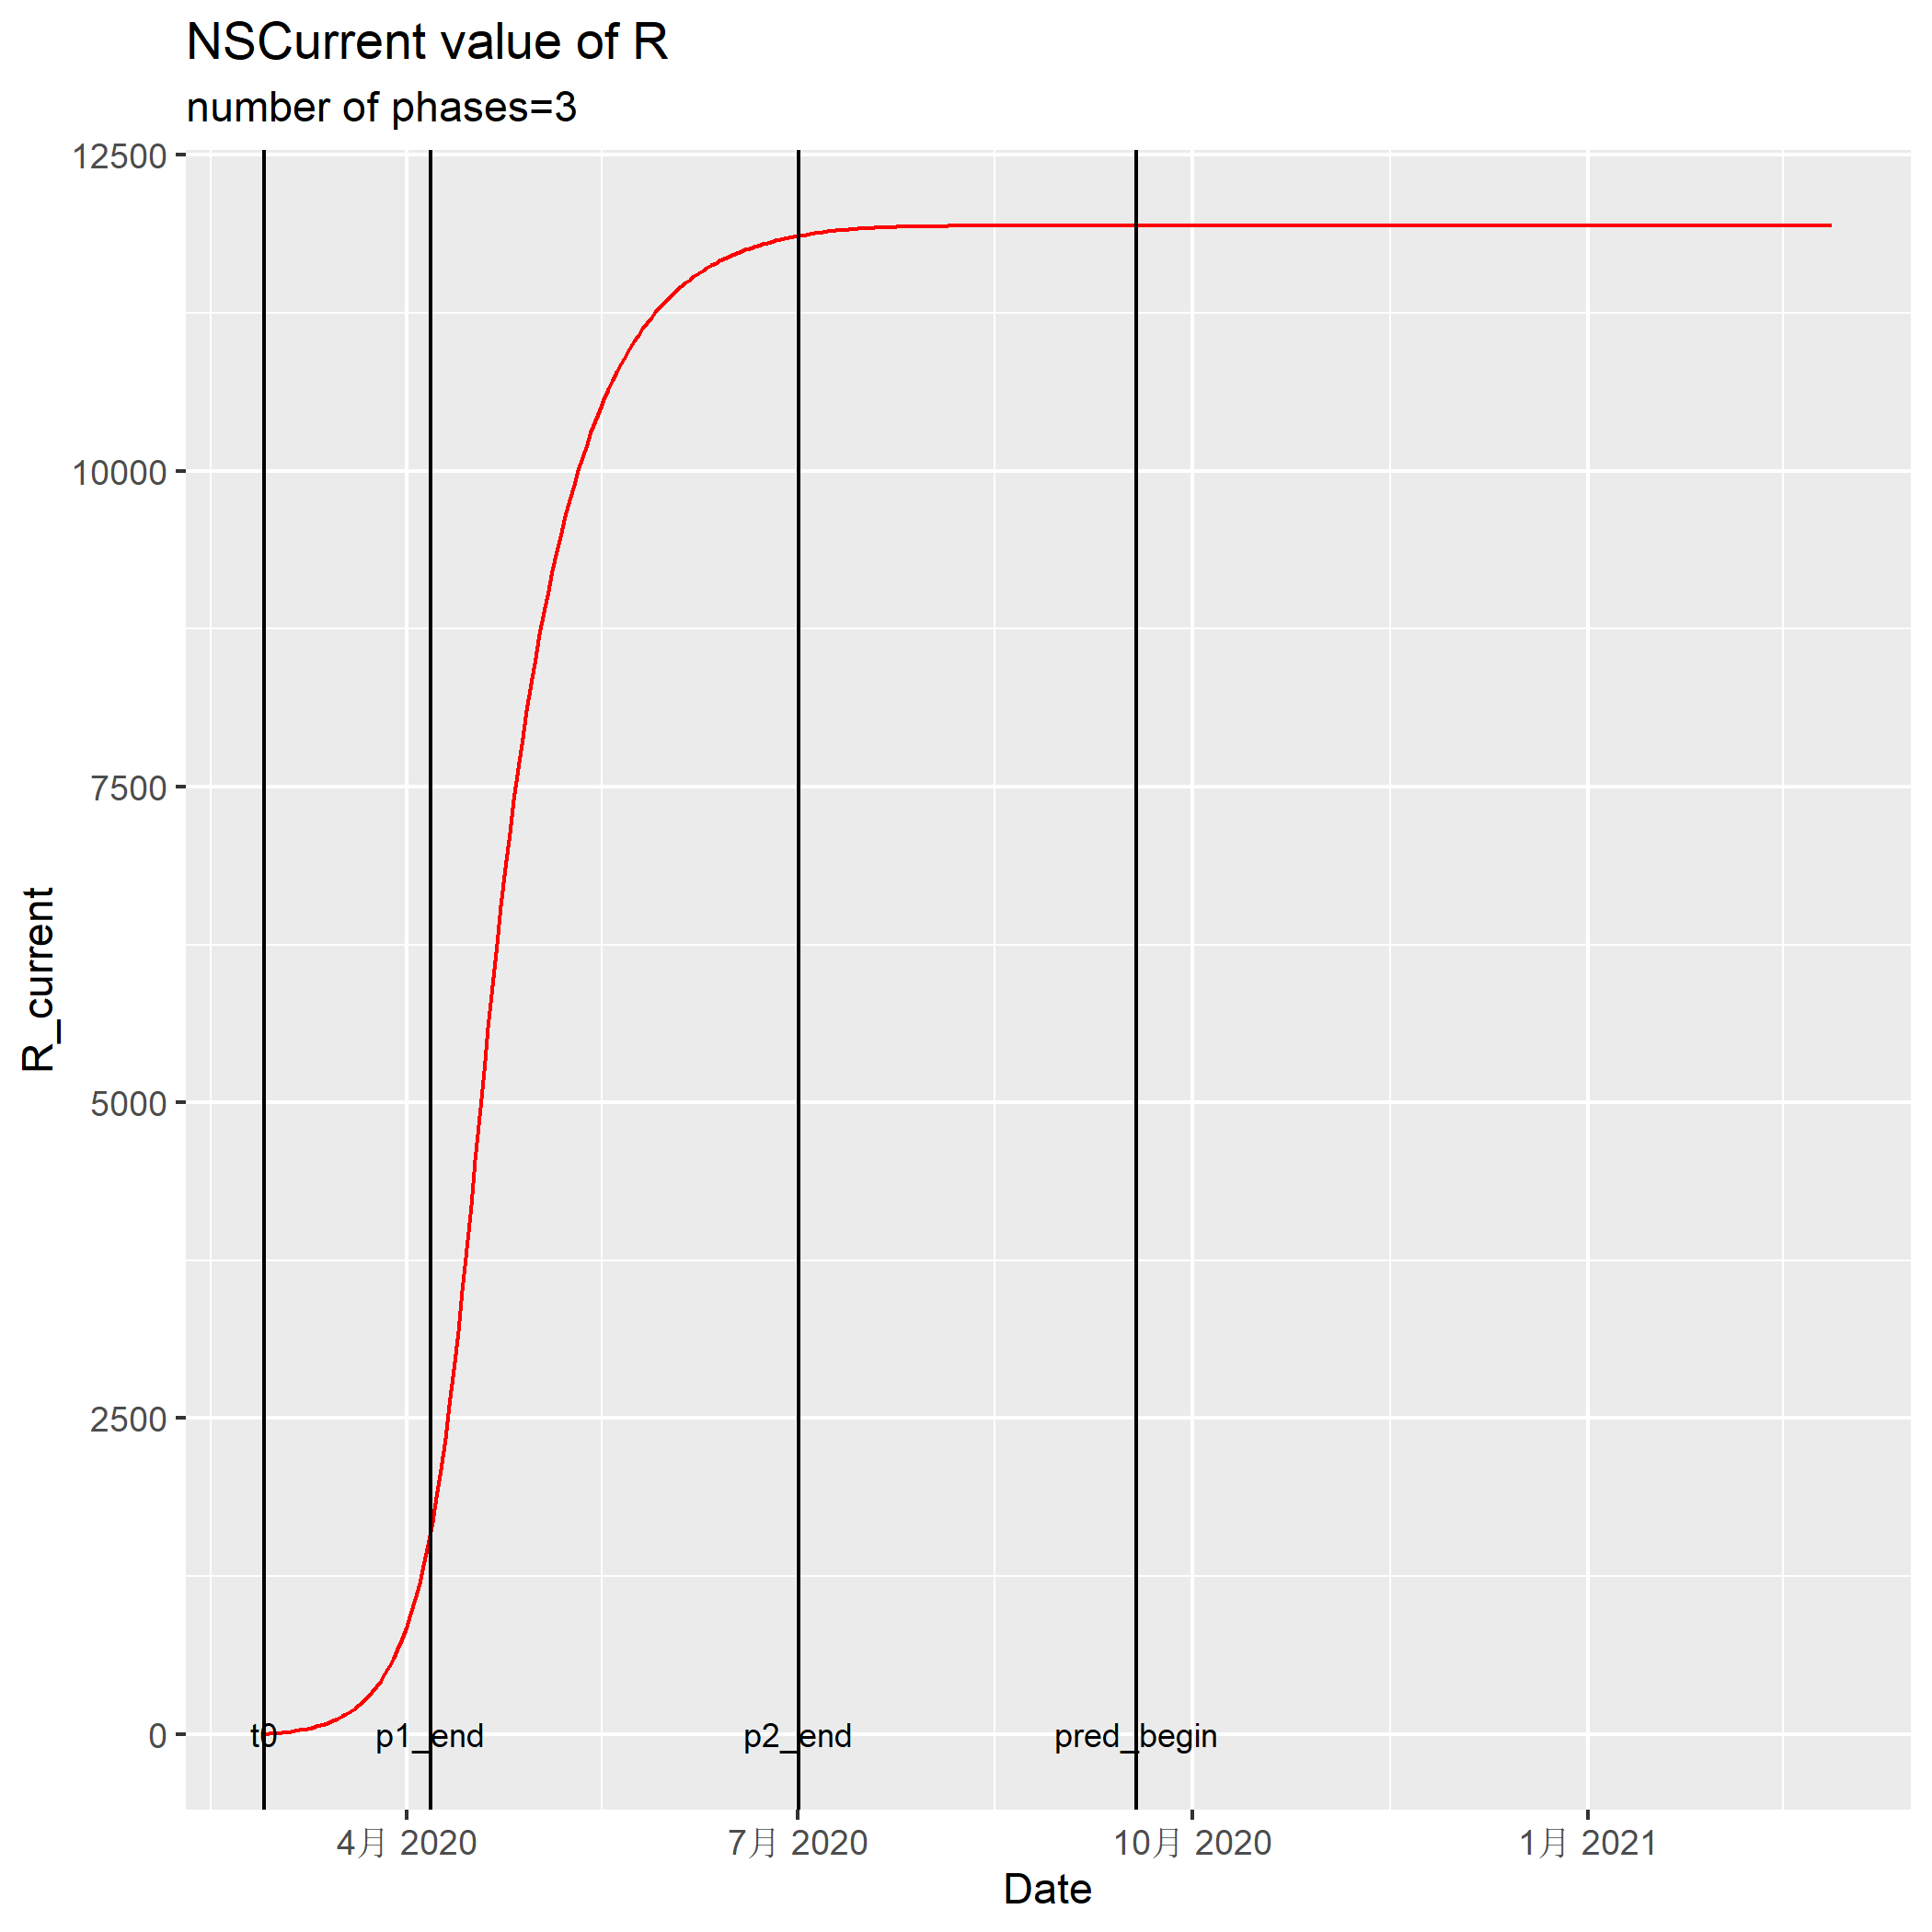 NSCurrent value of R
number of phases=3
12500
10000
7500
5000
2500
0
R_current
t0
p1_end
p2_end
pred_begin
4月 2020
7月 2020
10月 2020
1月 2021
Date